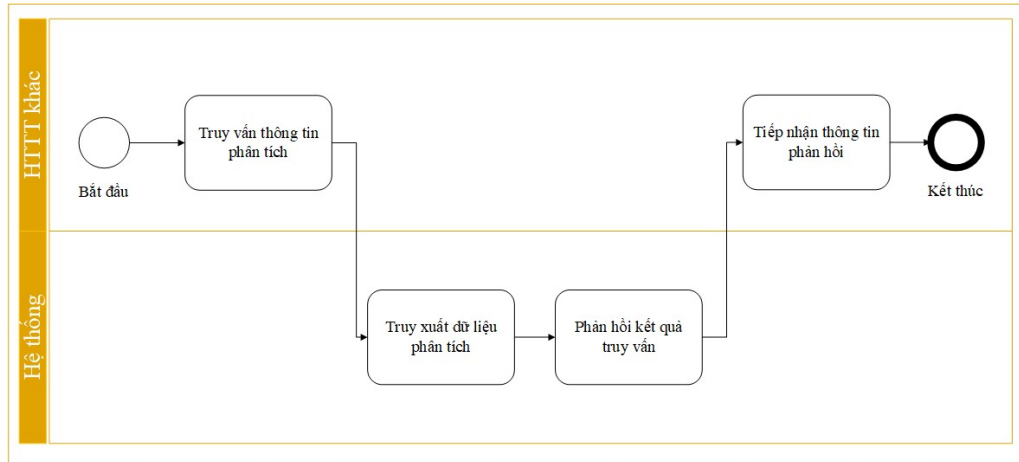 HTTT khác
Bắt đầu
Truy vấn thông tin
phân tích
Tiếp nhận thông tin
phản hồi
Kết thúc
Hệ thống
Truy xuất dữ liệu
phân tích
Phản hồi kết quả
truy vấn